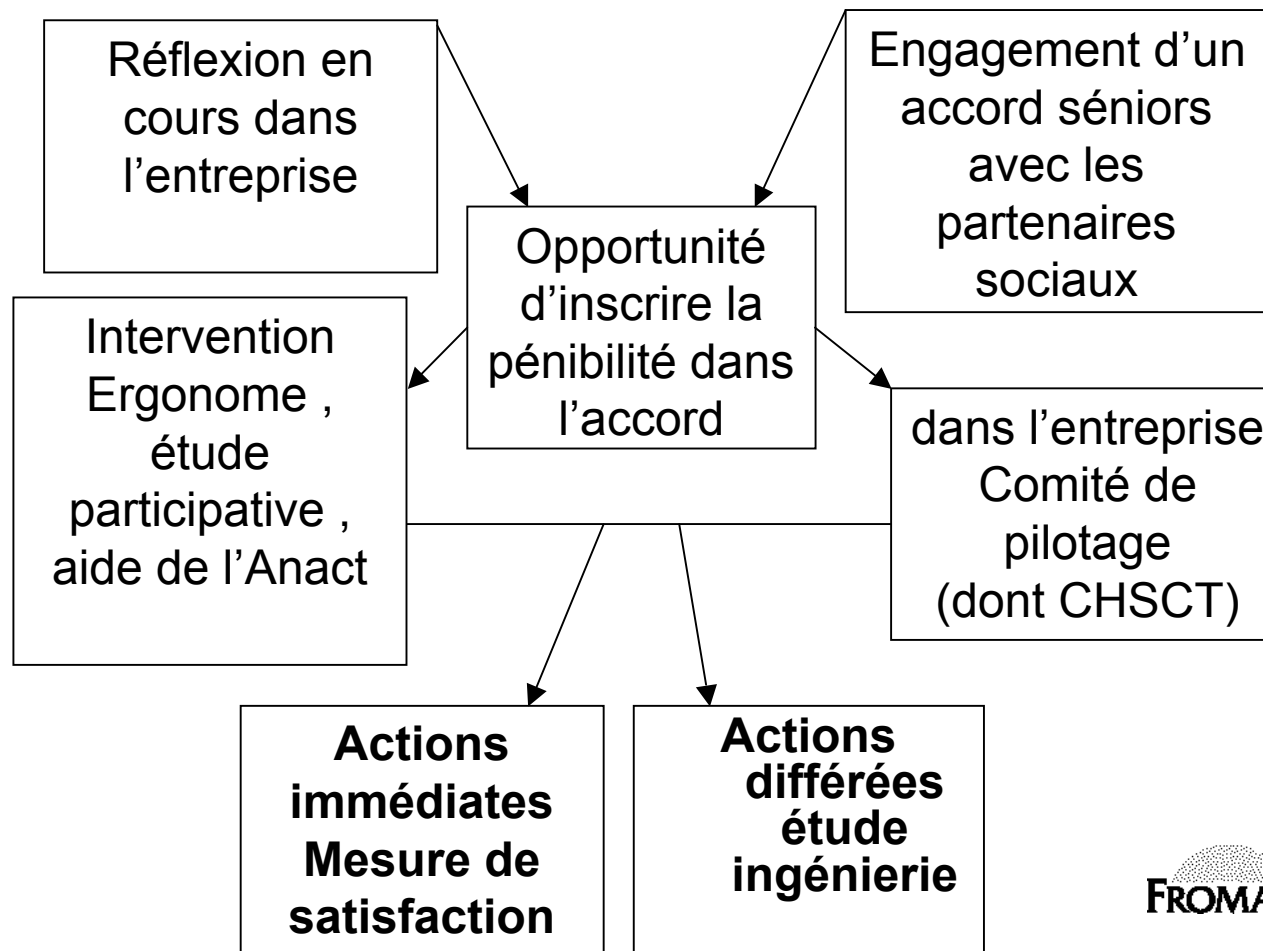 Réflexion en
cours dans
l’entreprise
Engagement d’un
accord séniors
avec les
partenaires
sociaux
Opportunité
d’inscrire la
pénibilité dans
l’accord
Intervention
Ergonome ,
étude
participative ,
aide de l’Anact
dans l’entreprise
Comité de
pilotage
(dont CHSCT)
Actions
immédiates
Mesure de
satisfaction
Actions
différées
étude
ingénierie